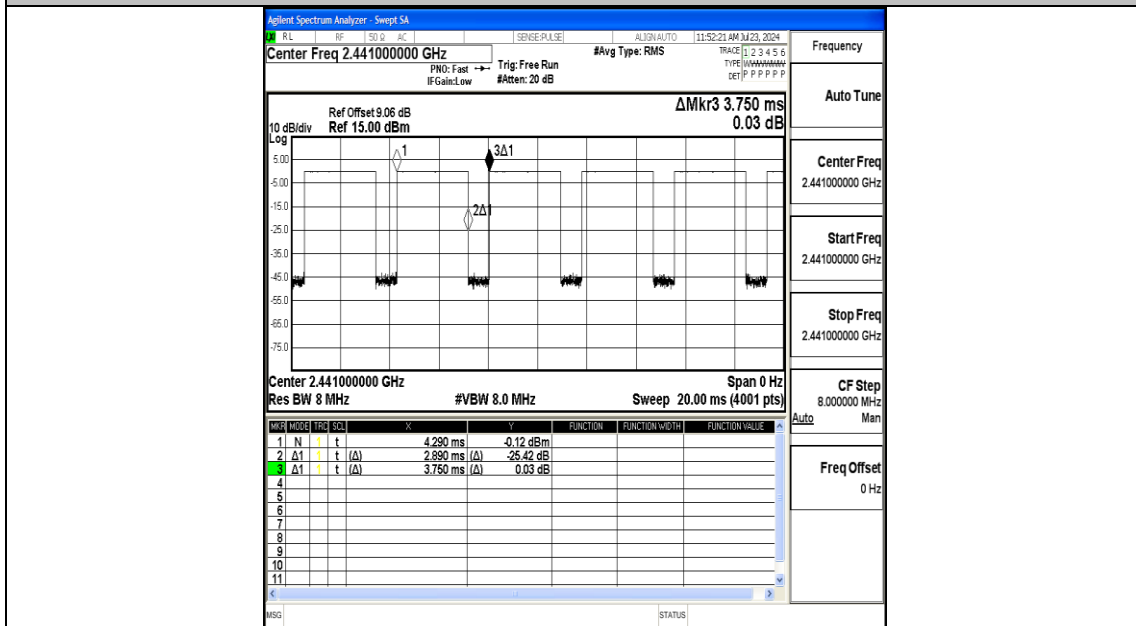 Agilent Spectrum Analyzer - Swept SA
RL RF 50 Ω AC SENSE:PULSE ALIGN AUTO 11:52:21 AM Jul 23, 2024
Center Freq 2.441000000 GHz
PNO: Fast
IFGain:Low
Trig: Free Run
#Atten: 20 dB
#Avg Type: RMS
TRACE 1 2 3 4 5 6
TYPE
DET P P P P P P
Ref Offset 9.06 dB
10 dB/div Ref 15.00 dBm
Log
ΔMkr3 3.750 ms
0.03 dB
5.00
-5.00
-15.0
-25.0
-35.0
-45.0
-55.0
-65.0
-75.0
1
3Δ1
2Δ1
Center 2.441000000 GHz Span 0 Hz
Res BW 8 MHz #VBW 8.0 MHz Sweep 20.00 ms (4001 pts)
MKR MODE TRC SCL X Y FUNCTION FUNCTION WIDTH FUNCTION VALUE
1 N 1 t 4.290 ms -0.12 dBm
2 Δ1 1 t (Δ) 2.890 ms (Δ) -25.42 dB
3 Δ1 1 t (Δ) 3.750 ms (Δ) 0.03 dB
4
5
6
7
8
9
10
11
MSG STATUS
Frequency
Auto Tune
Center Freq
2.441000000 GHz
Start Freq
2.441000000 GHz
Stop Freq
2.441000000 GHz
CF Step
8.000000 MHz
Auto Man
Freq Offset
0 Hz